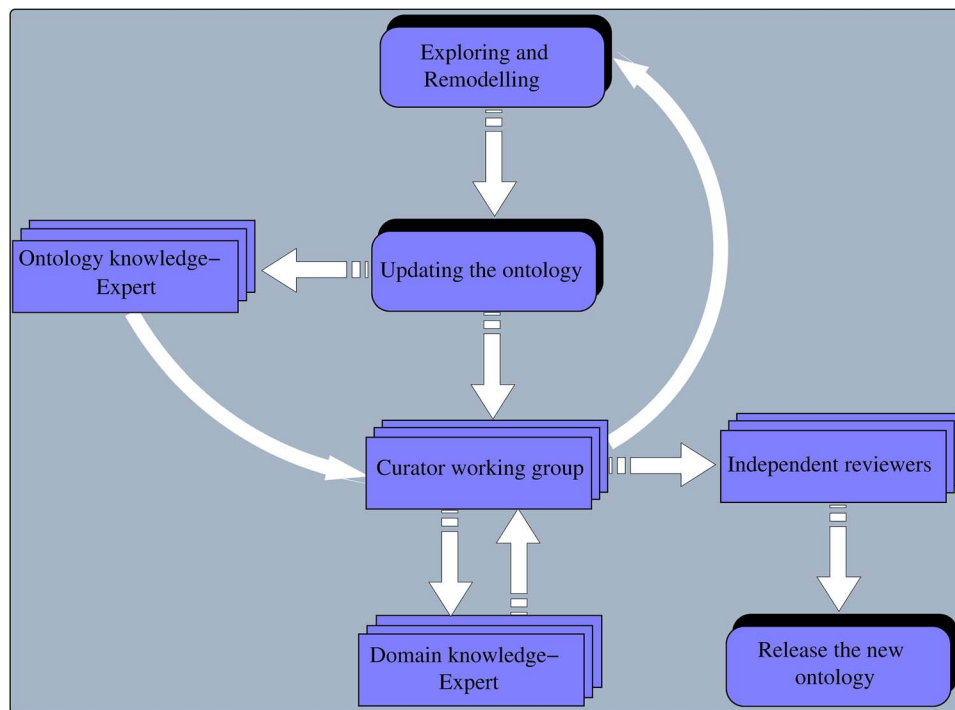 Exploring and
Remodelling
Ontology knowledge−
Expert
Updating the ontology
Curator working group
Independent reviewers
Domain knowledge−
Expert
Release the new
ontology